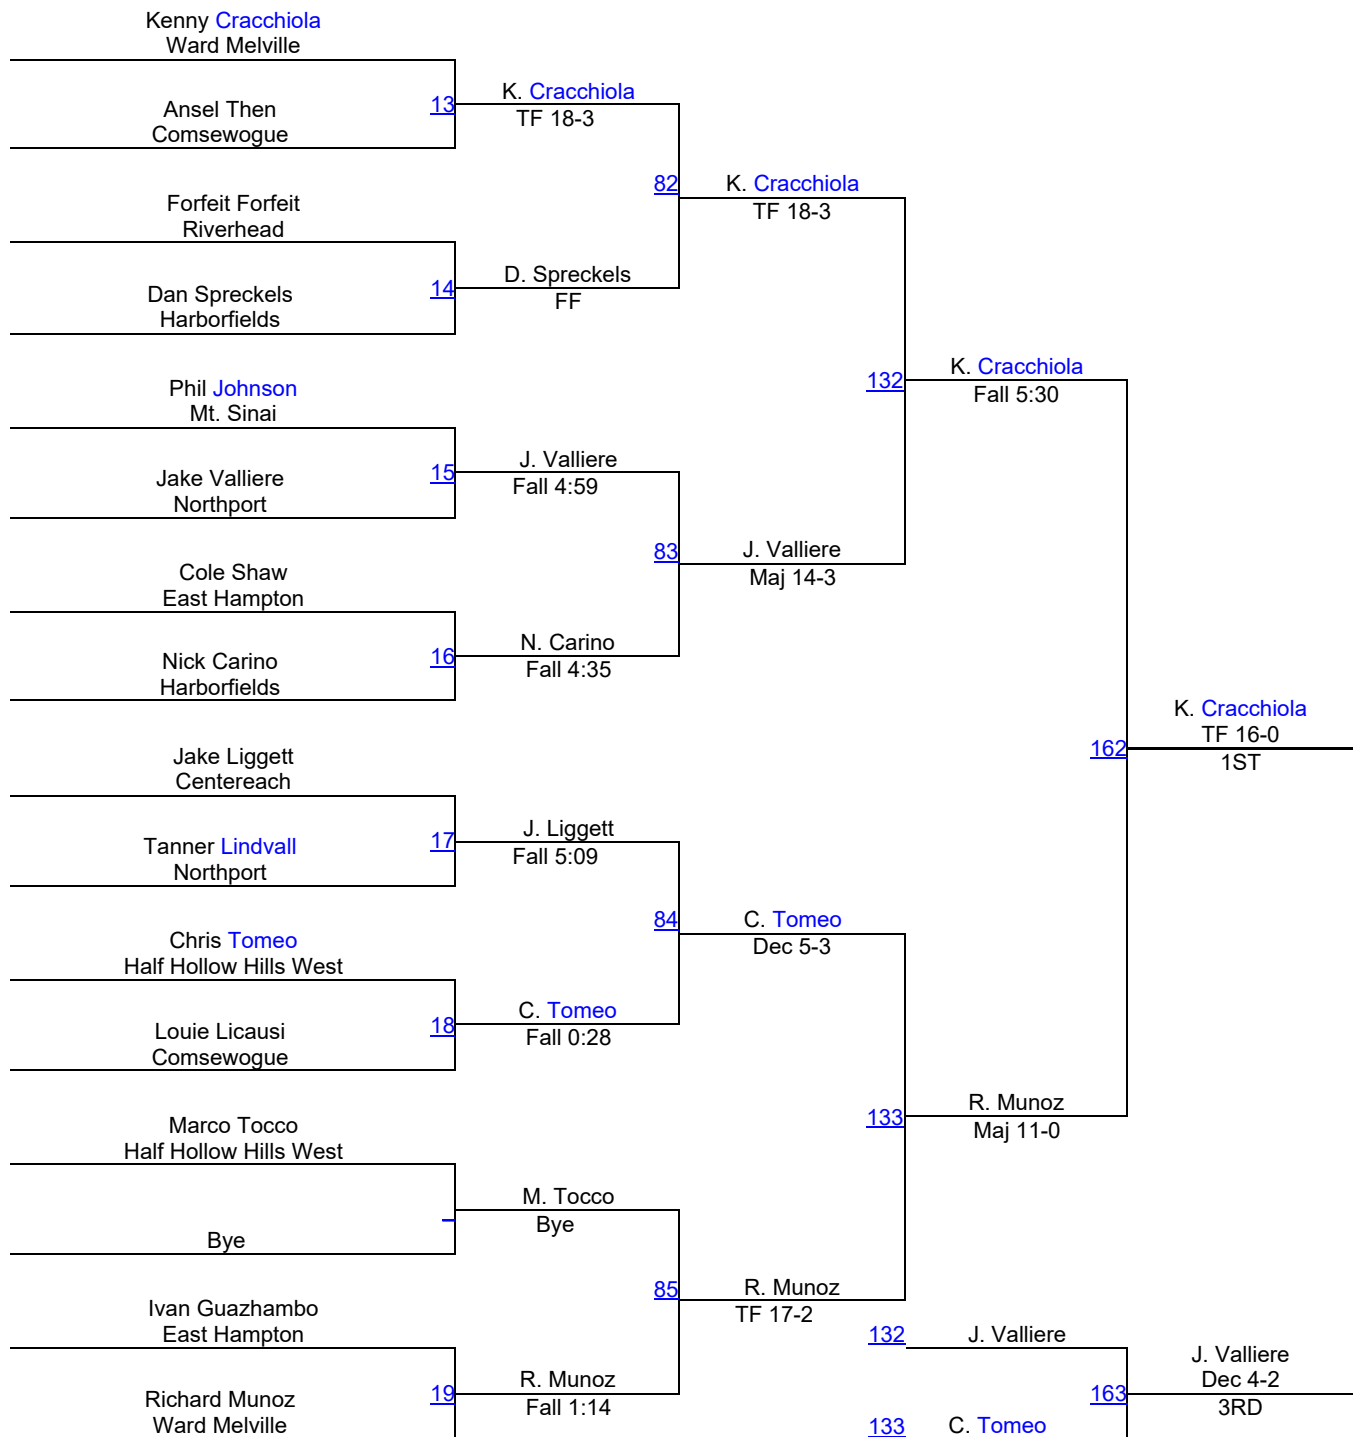 Kenny Cracchiola
Ward Melville
13
K. Cracchiola
TF 18-3
Ansel Then
Comsewogue
82
K. Cracchiola
TF 18-3
Forfeit Forfeit
Riverhead
14
D. Spreckels
FF
Dan Spreckels
Harborfields
132
K. Cracchiola
Fall 5:30
Phil Johnson
Mt. Sinai
15
J. Valliere
Fall 4:59
Jake Valliere
Northport
83
J. Valliere
Maj 14-3
Cole Shaw
East Hampton
16
N. Carino
Fall 4:35
Nick Carino
Harborfields
162
K. Cracchiola
TF 16-0
1ST
Jake Liggett
Centereach
17
J. Liggett
Fall 5:09
Tanner Lindvall
Northport
84
C. Tomeo
Dec 5-3
Chris Tomeo
Half Hollow Hills West
18
C. Tomeo
Fall 0:28
Louie Licausi
Comsewogue
133
R. Munoz
Maj 11-0
Marco Tocco
Half Hollow Hills West
M. Tocco
Bye
Bye
85
R. Munoz
TF 17-2
Ivan Guazhambo
East Hampton
19
R. Munoz
Fall 1:14
Richard Munoz
Ward Melville
132
J. Valliere
163
J. Valliere
Dec 4-2
3RD
133
C. Tomeo